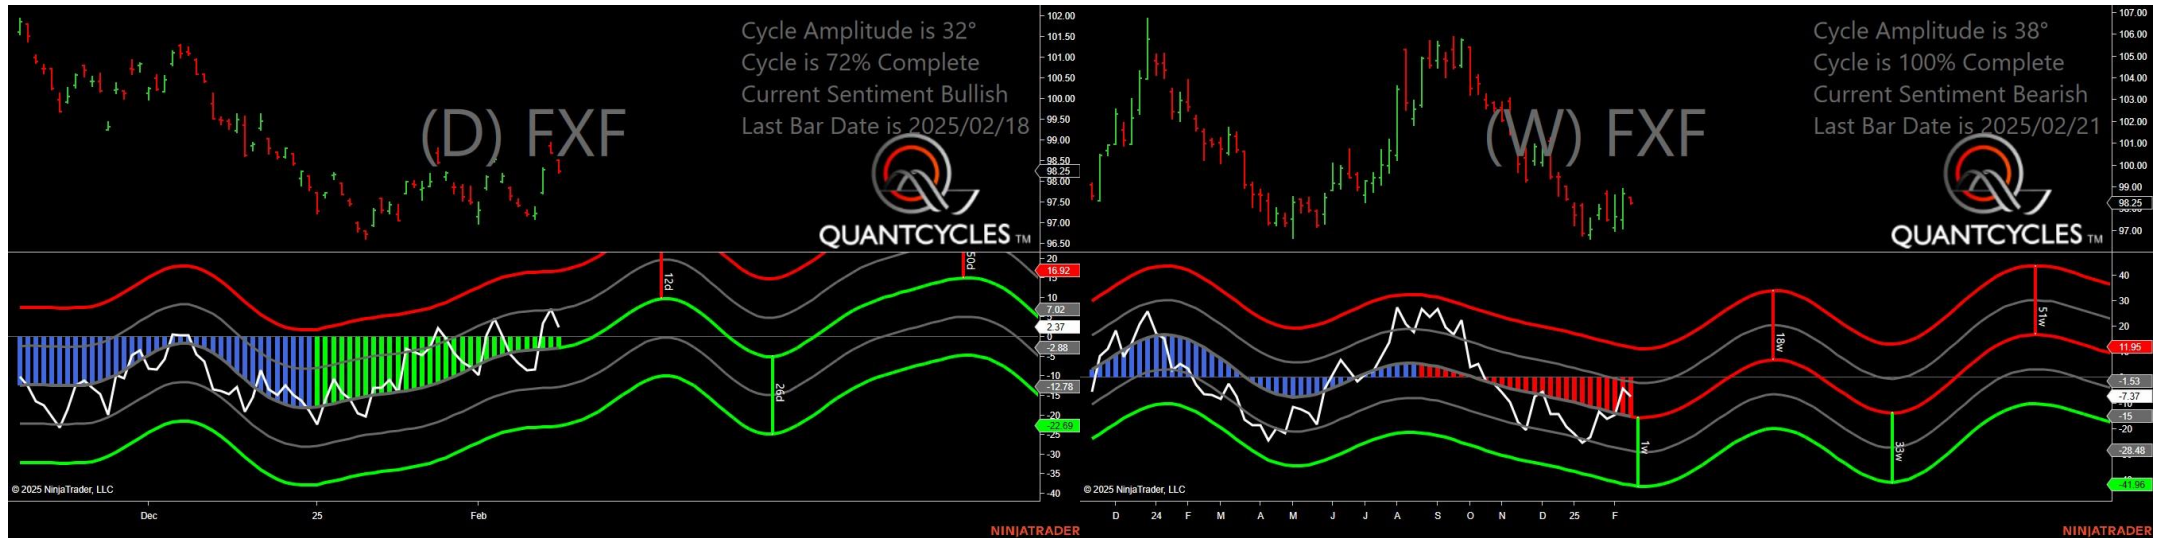 Cycle Amplitude is 32°
Cycle is 72% Complete
Current Sentiment Bullish
Last Bar Date is 2025/02/18
(D) FXF
QUANTCYCLES TM
102.00
101.50
101.00
100.50
100.00
99.50
99.00
98.50
98.25
98.00
97.50
97.00
96.50
20
16.92
10
7.02
2.37
0
-2.88
-5
-10
-12.78
-15
-20
-22.69
-25
-30
-35
-40
12d
26d
50d
© 2025 NinjaTrader, LLC
Dec
25
Feb
NINJATRADER
Cycle Amplitude is 38°
Cycle is 100% Complete
Current Sentiment Bearish
Last Bar Date is 2025/02/21
(W) FXF
QUANTCYCLES TM
107.00
106.00
105.00
104.00
103.00
102.00
101.00
100.00
99.00
98.25
97.00
40
30
20
11.95
-1.53
-7.37
-15
-20
-28.48
-41.96
1w
18w
33w
51w
© 2025 NinjaTrader, LLC
D 24 F M A M J J A S O N D 25 F
NINJATRADER